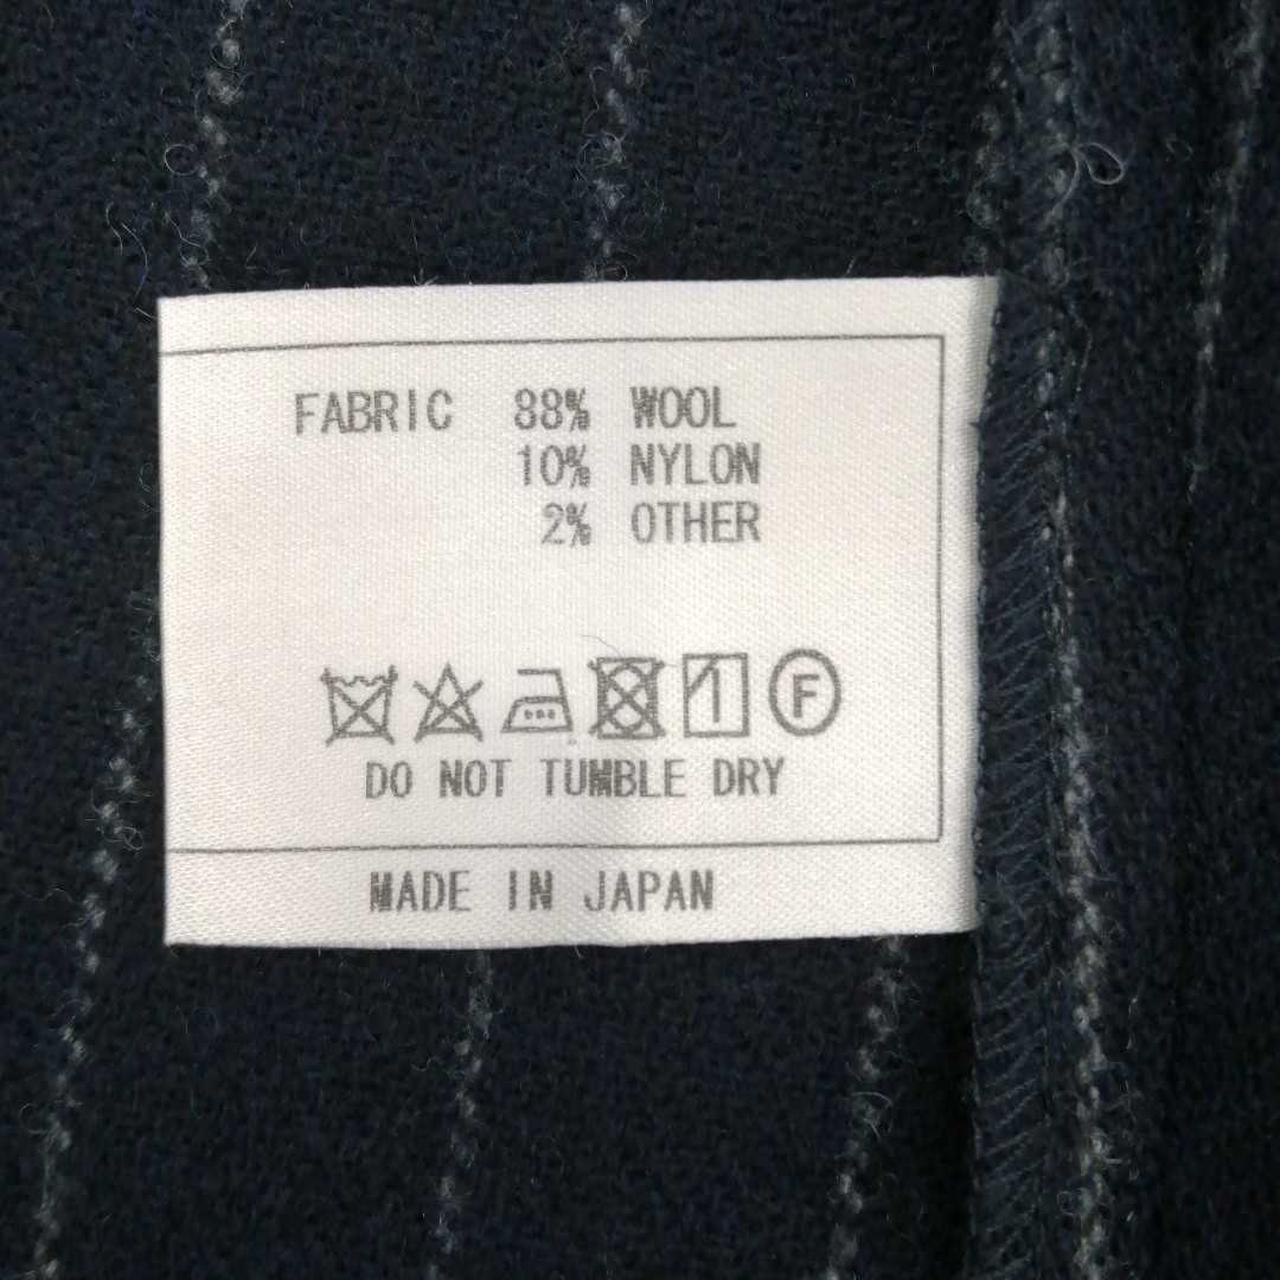 FABRIC 88% WOOL
10% NYLON
2% OTHER
F
DO NOT TUMBLE DRY
MADE IN JAPAN